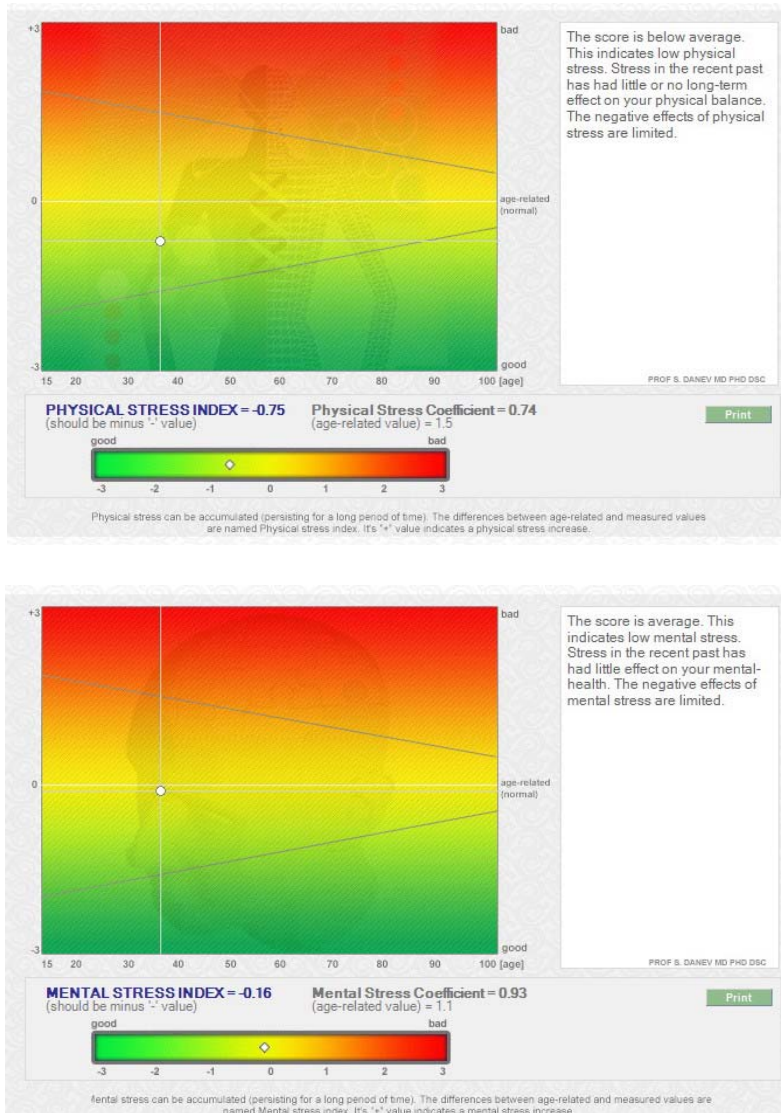 +3
bad
0
age-related
(normal)
-3
good
15 20 30 40 50 60 70 80 90 100 [age]
The score is below average.
This indicates low physical
stress. Stress in the recent past
has had little or no long-term
effect on your physical balance.
The negative effects of physical
stress are limited.
PROF S. DANEV MD PHD DSC
PHYSICAL STRESS INDEX = -0.75
(should be minus '-' value)
Physical Stress Coefficient = 0.74
(age-related value) = 1.5
Print
good
bad
-3 -2 -1 0 1 2 3
Physical stress can be accumulated (persisting for a long period of time). The differences between age-related and measured values
are named Physical stress index. It's "+" value indicates a physical stress increase.
+3
bad
0
age-related
(normal)
-3
good
15 20 30 40 50 60 70 80 90 100 [age]
The score is average. This
indicates low mental stress.
Stress in the recent past has
had little effect on your mental-
health. The negative effects of
mental stress are limited.
PROF S. DANEV MD PHD DSC
MENTAL STRESS INDEX = -0.16
(should be minus '-' value)
Mental Stress Coefficient = 0.93
(age-related value) = 1.1
Print
good
bad
-3 -2 -1 0 1 2 3
Mental stress can be accumulated (persisting for a long period of time). The differences between age-related and measured values are
named Mental stress index. It's "+" value indicates a mental stress increase.